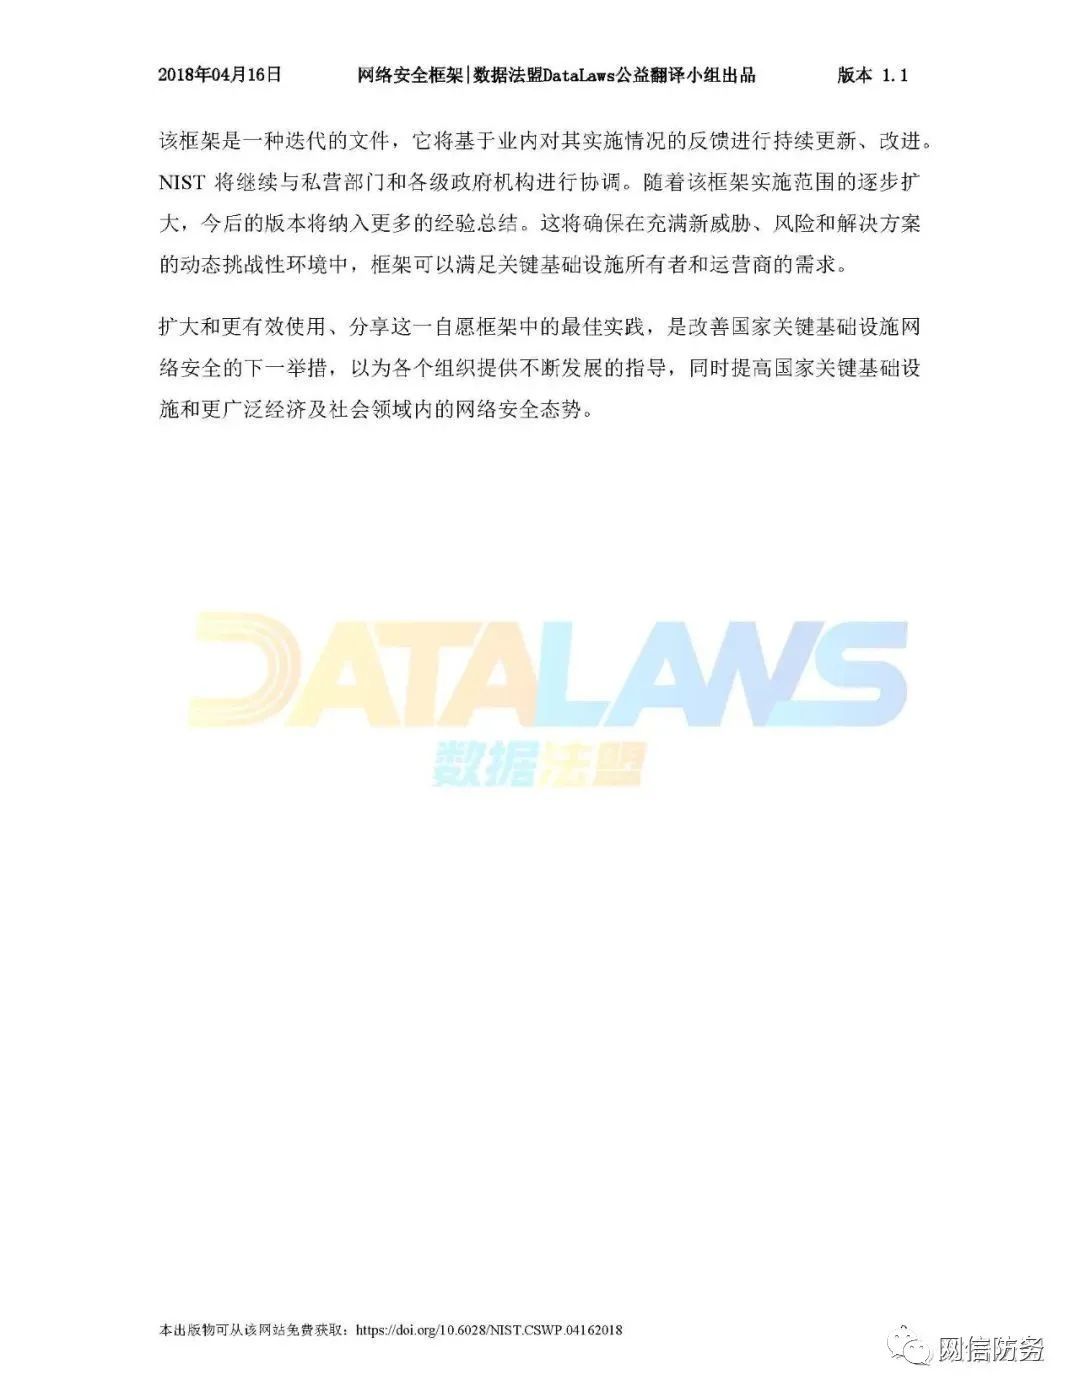 2018年04月16日 网络安全框架|数据法盟DataLaws公益翻译小组出品 版本 1.1
该框架是一种迭代的文件，它将基于业内对其实施情况的反馈进行持续更新、改进。
NIST 将继续与私营部门和各级政府机构进行协调。随着该框架实施范围的逐步扩
大，今后的版本将纳入更多的经验总结。这将确保在充满新威胁、风险和解决方案
的动态挑战性环境中，框架可以满足关键基础设施所有者和运营商的需求。
扩大和更有效使用、分享这一自愿框架中的最佳实践，是改善国家关键基础设施网
络安全的下一举措，以为各个组织提供不断发展的指导，同时提高国家关键基础设
施和更广泛经济及社会领域内的网络安全态势。
DATALAWS
数据法盟
本出版物可从该网站免费获取：https://doi.org/10.6028/NIST.CSWP.04162018
网信防务